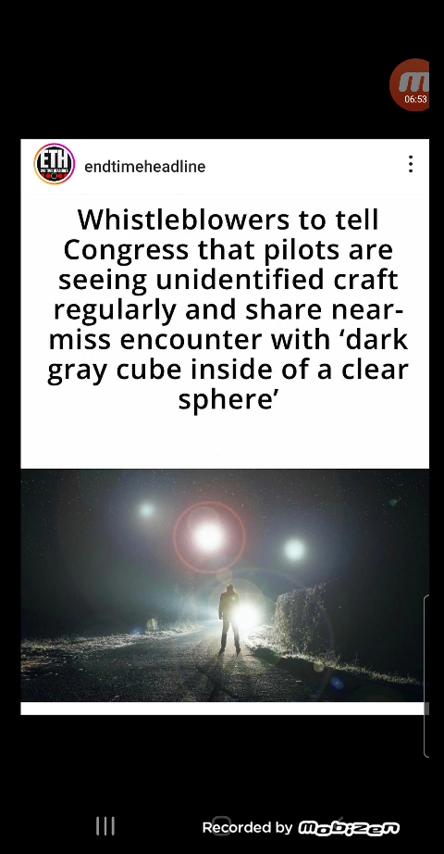 06:53
ETH
endtimeheadline
Whistleblowers to tell
Congress that pilots are
seeing unidentified craft
regularly and share near-
miss encounter with ‘dark
gray cube inside of a clear
sphere’
Recorded by Mobizen